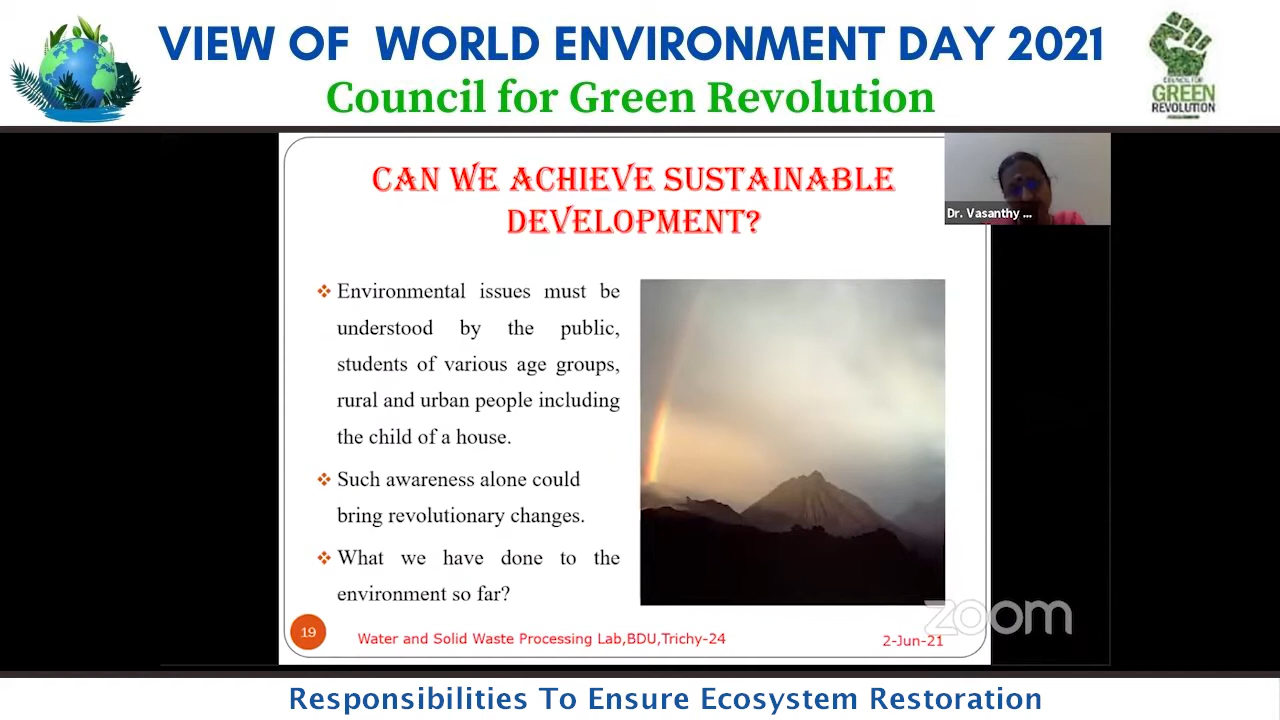 VIEW OF WORLD ENVIRONMENT DAY 2021
Council for Green Revolution
COUNCIL FOR
GREEN
REVOLUTION
CAN WE ACHIEVE SUSTAINABLE
DEVELOPMENT?
Dr. Vasanthy ...
Environmental issues must be
understood by the public,
students of various age groups,
rural and urban people including
the child of a house.
Such awareness alone could
bring revolutionary changes.
What we have done to the
environment so far?
zoom
19
Water and Solid Waste Processing Lab,BDU,Trichy-24
2-Jun-21
Responsibilities To Ensure Ecosystem Restoration